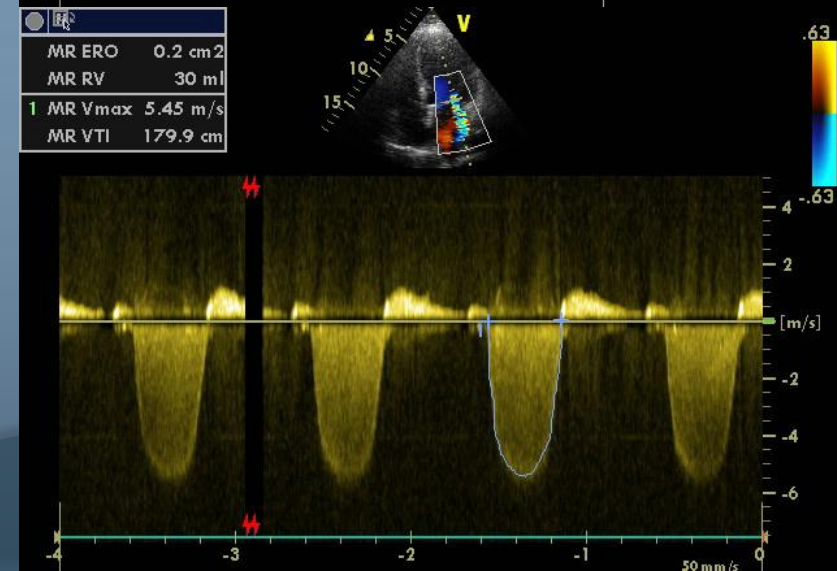 MR ERO 0.2 cm2
MR RV 30 ml
1 MR Vmax 5.45 m/s
MR VTI 179.9 cm
V
5
10
15
.63
-.63
4
2
[m/s]
-2
-4
-6
-4 -3 -2 -1 0
50 mm/s